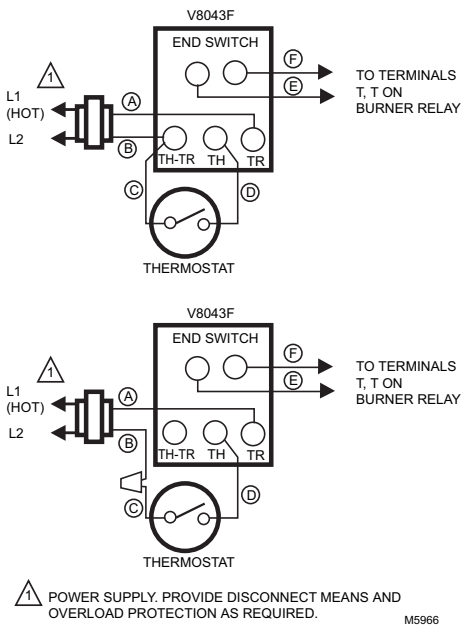 V8043F
END SWITCH
1
L1
(HOT)
L2
A
B
F
E
TO TERMINALS
T, T ON
BURNER RELAY
TH-TR TH TR
C
D
THERMOSTAT
V8043F
END SWITCH
1
L1
(HOT)
L2
A
B
F
E
TO TERMINALS
T, T ON
BURNER RELAY
TH-TR TH TR
C
D
THERMOSTAT
1 POWER SUPPLY. PROVIDE DISCONNECT MEANS AND
OVERLOAD PROTECTION AS REQUIRED.
M5966